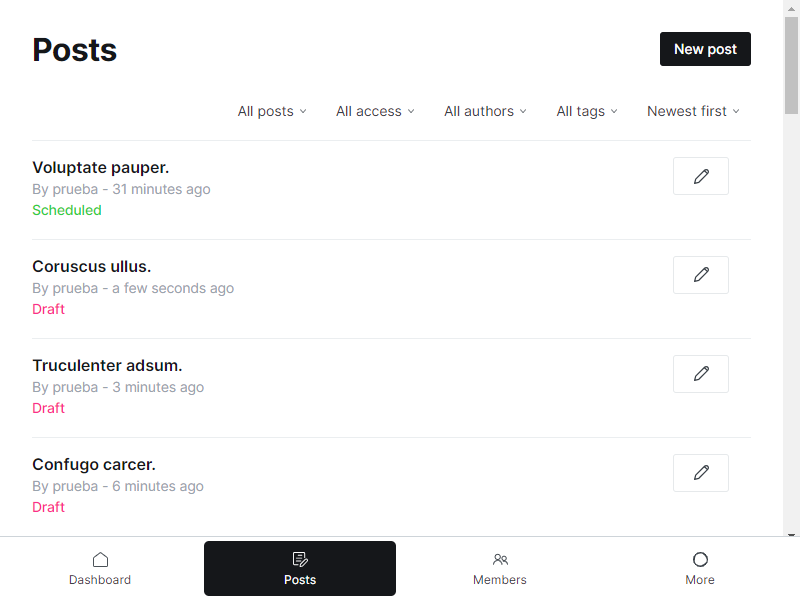 Posts
New post
All posts
All access
All authors
All tags
Newest first
Voluptate pauper.
By prueba - 31 minutes ago
Scheduled
Coruscus ullus.
By prueba - a few seconds ago
Draft
Truculenter adsum.
By prueba - 3 minutes ago
Draft
Confugo carcer.
By prueba - 6 minutes ago
Draft
Dashboard
Posts
Members
More